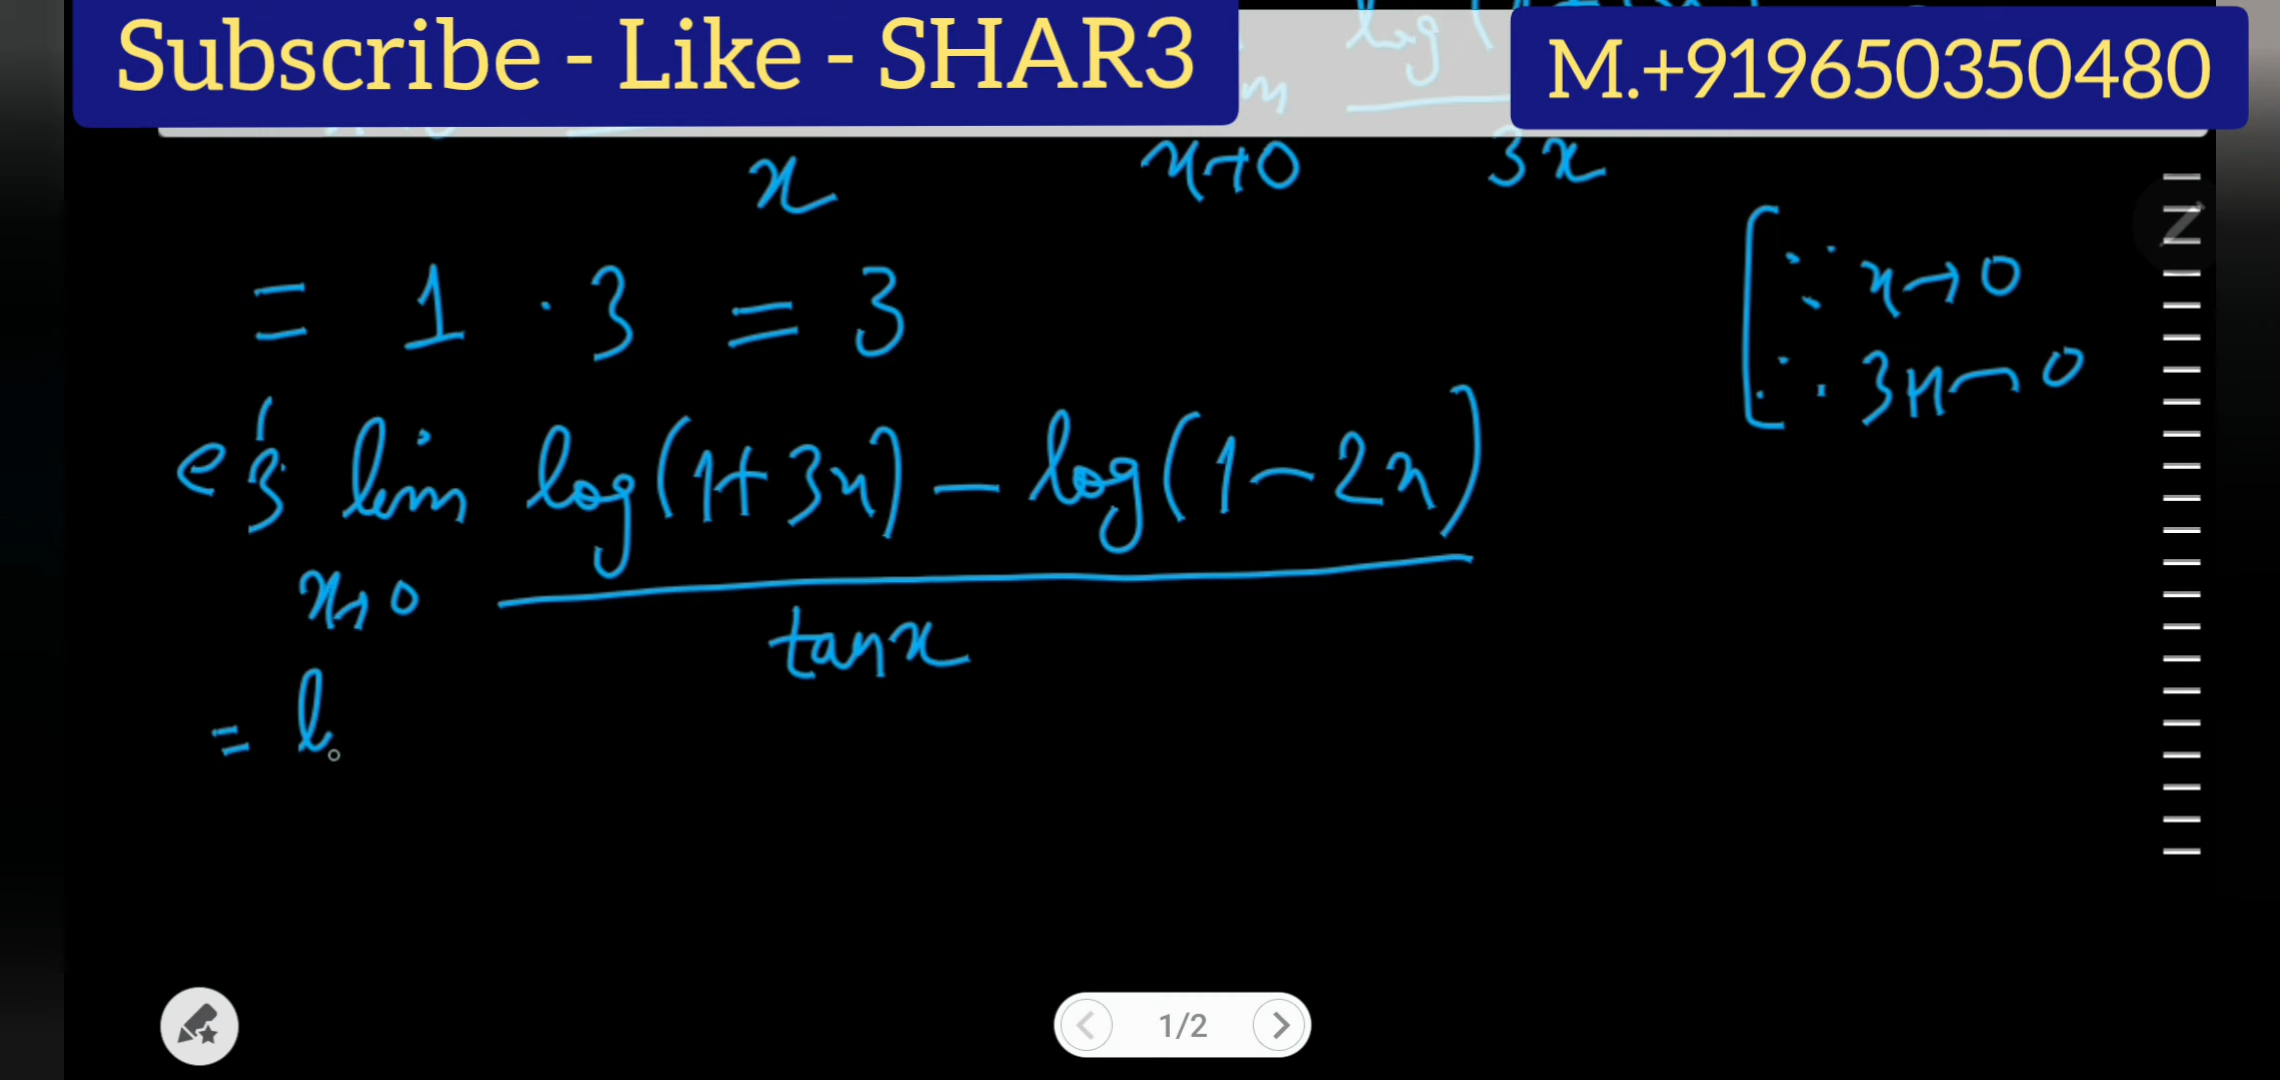 Subscribe - Like - SHAR3
M.+919650350480
log(
m
x x→0 3x
= 1 · 3 = 3
[∵ x→0
∴ 3x→0
e.g. lim log(1+3x) – log(1–2x)
x→0 tanx
= l
1/2